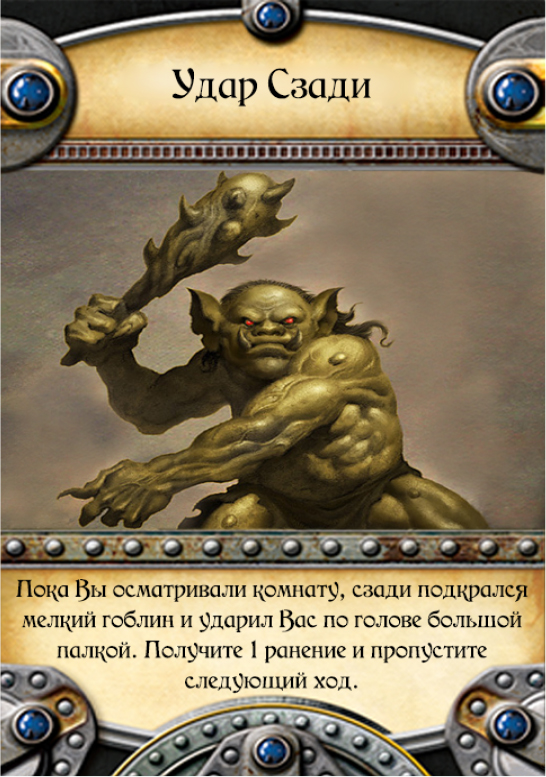 Удар Сзади
Пока Вы осматривали комнату, сзади подкрался
мелкий гоблин и ударил Вас по голове большой
палкой. Получите 1 ранение и пропустите
следующий ход.